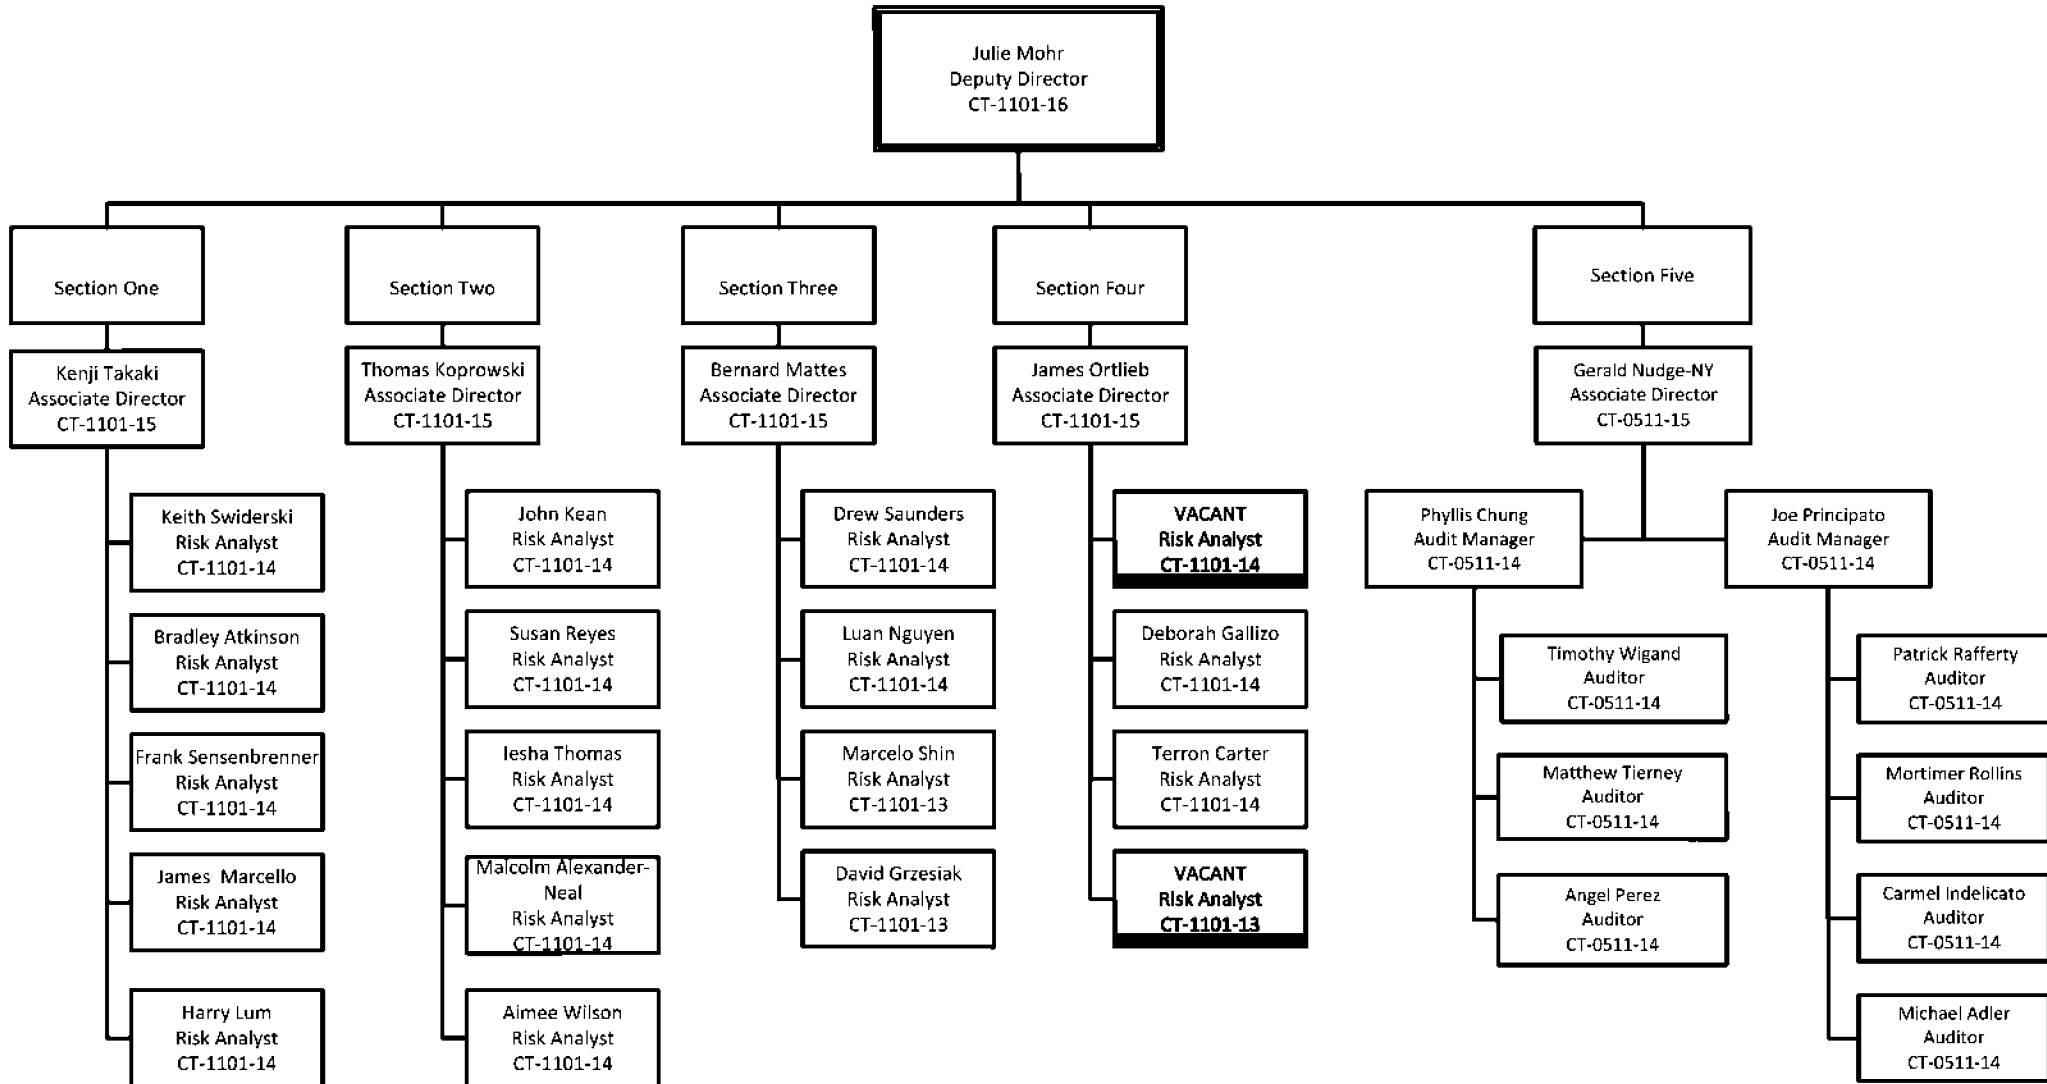 Julie Mohr
Deputy Director
CT-1101-16
Section One
Section Two
Section Three
Section Four
Section Five
Kenji Takaki
Associate Director
CT-1101-15
Thomas Koprowski
Associate Director
CT-1101-15
Bernard Mattes
Associate Director
CT-1101-15
James Ortlieb
Associate Director
CT-1101-15
Gerald Nudge-NY
Associate Director
CT-0511-15
Keith Swiderski
Risk Analyst
CT-1101-14
Bradley Atkinson
Risk Analyst
CT-1101-14
Frank Sensenbrenner
Risk Analyst
CT-1101-14
James  Marcello
Risk Analyst
CT-1101-14
Harry Lum
Risk Analyst
CT-1101-14
John Kean
Risk Analyst
CT-1101-14
Susan Reyes
Risk Analyst
CT-1101-14
Iesha Thomas
Risk Analyst
CT-1101-14
Malcolm Alexander-
Neal
Risk Analyst
CT-1101-14
Aimee Wilson
Risk Analyst
CT-1101-14
Drew Saunders
Risk Analyst
CT-1101-14
Luan Nguyen
Risk Analyst
CT-1101-14
Marcelo Shin
Risk Analyst
CT-1101-13
David Grzesiak
Risk Analyst
CT-1101-13
VACANT
Risk Analyst
CT-1101-14
Deborah Gallizo
Risk Analyst
CT-1101-14
Terron Carter
Risk Analyst
CT-1101-14
VACANT
Risk Analyst
CT-1101-13
Phyllis Chung
Audit Manager
CT-0511-14
Timothy Wigand
Auditor
CT-0511-14
Matthew Tierney
Auditor
CT-0511-14
Angel Perez
Auditor
CT-0511-14
Joe Principato
Audit Manager
CT-0511-14
Patrick Rafferty
Auditor
CT-0511-14
Mortimer Rollins
Auditor
CT-0511-14
Carmel Indelicato
Auditor
CT-0511-14
Michael Adler
Auditor
CT-0511-14